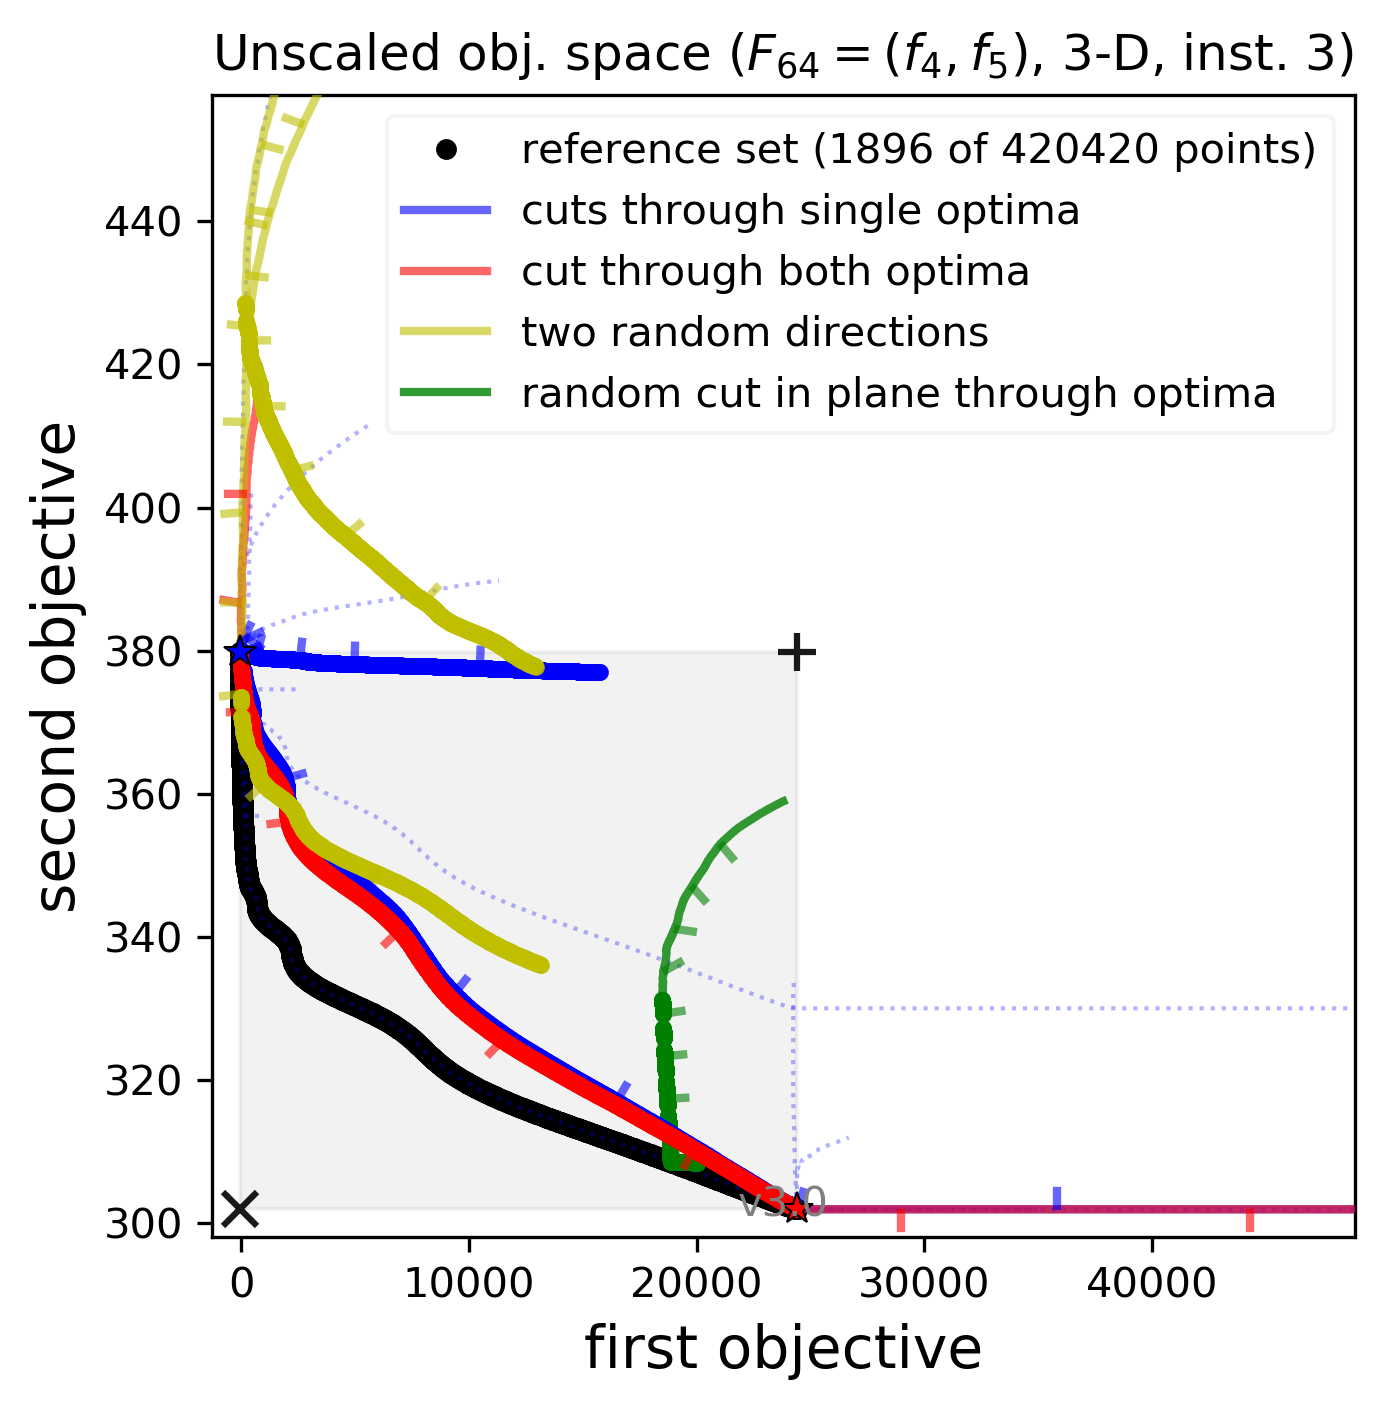 Unscaled obj. space (F64 = (f4, f5), 3-D, inst. 3)
reference set (1896 of 420420 points)
cuts through single optima
cut through both optima
two random directions
random cut in plane through optima
second objective
440
420
400
380
360
340
320
300
v3.0
0 10000 20000 30000 40000
first objective